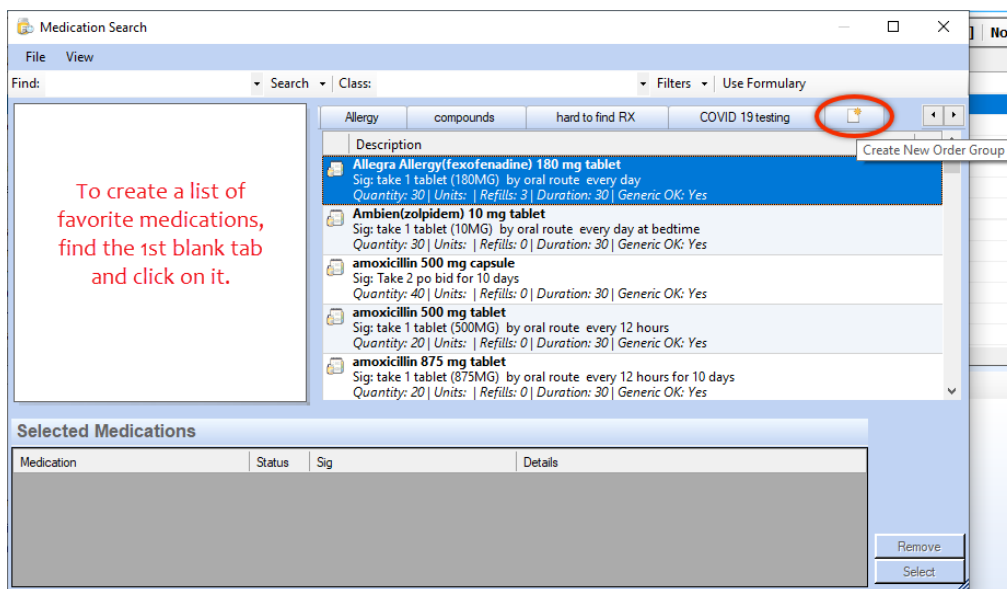 Medication Search
] No
File View
Find: Search Class: Filters Use Formulary
Allergy compounds hard to find RX COVID 19 testing
Create New Order Group
Description
To create a list of
favorite medications,
find the 1st blank tab
and click on it.
Allegra Allergy(fexofenadine) 180 mg tablet
Sig: take 1 tablet (180MG) by oral route every day
Quantity: 30 | Units: | Refills: 3 | Duration: 30 | Generic OK: Yes
Ambien(zolpidem) 10 mg tablet
Sig: take 1 tablet (10MG) by oral route every day at bedtime
Quantity: 30 | Units: | Refills: 0 | Duration: 30 | Generic OK: Yes
amoxicillin 500 mg capsule
Sig: Take 2 po bid for 10 days
Quantity: 40 | Units: | Refills: 0 | Duration: 30 | Generic OK: Yes
amoxicillin 500 mg tablet
Sig: take 1 tablet (500MG) by oral route every 12 hours
Quantity: 20 | Units: | Refills: 0 | Duration: 30 | Generic OK: Yes
amoxicillin 875 mg tablet
Sig: take 1 tablet (875MG) by oral route every 12 hours for 10 days
Quantity: 20 | Units: | Refills: 0 | Duration: 30 | Generic OK: Yes
Selected Medications
Medication Status Sig Details
Remove
Select